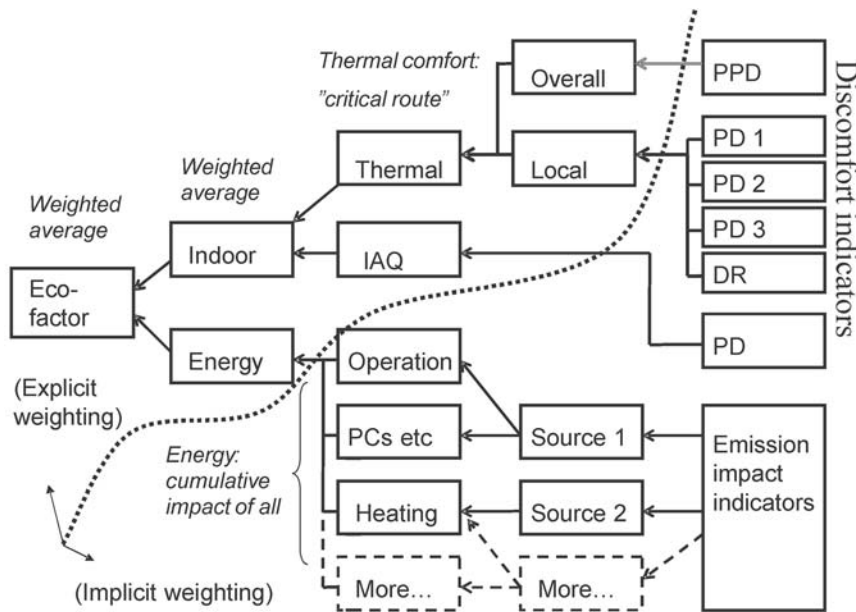 Thermal comfort:
"critical route"
Overall
PPD
Discomfort indicators
PD 1
Thermal
Local
Weighted
average
PD 2
Weighted
average
PD 3
Indoor
IAQ
DR
Eco-
factor
Energy
Operation
PD
(Explicit
weighting)
PCs etc
Source 1
Emission
impact
indicators
Energy:
cumulative
impact of all
Heating
Source 2
(Implicit weighting)
More…
More…